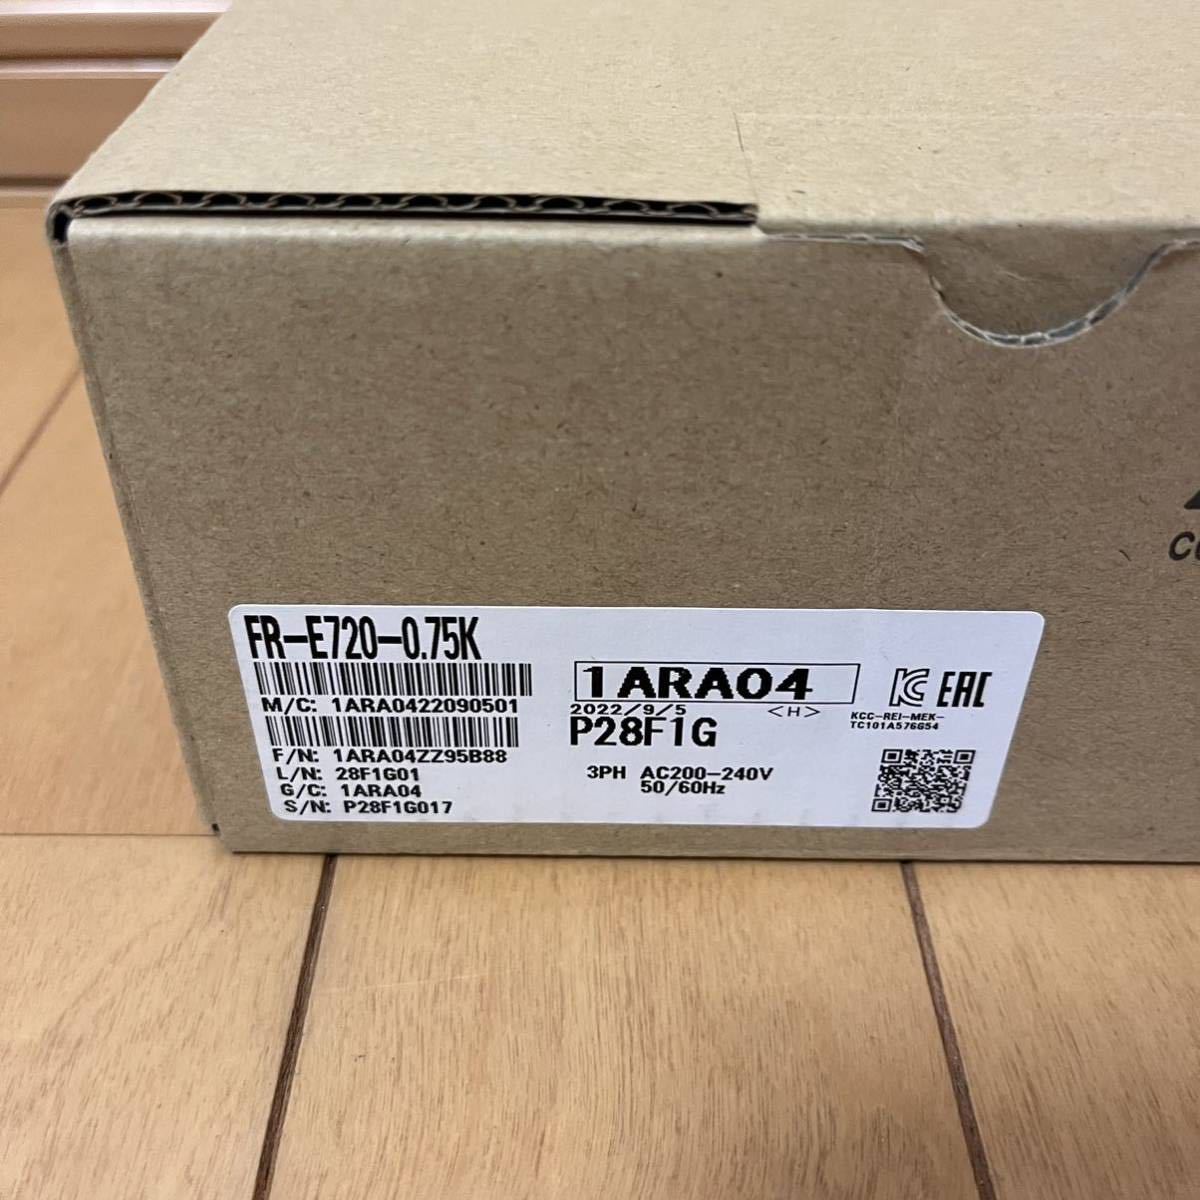 FR-E720-0.75K
M/C: 1ARA0422090501
F/N: 1ARA04ZZ95B88
L/N: 28F1G01
G/C: 1ARA04
S/N: P28F1G017
1ARA04
2022/9/5 <H>
P28F1G
3PH AC200-240V
50/60Hz
EAC
KCC-REI-MEK-
TC101A576G54